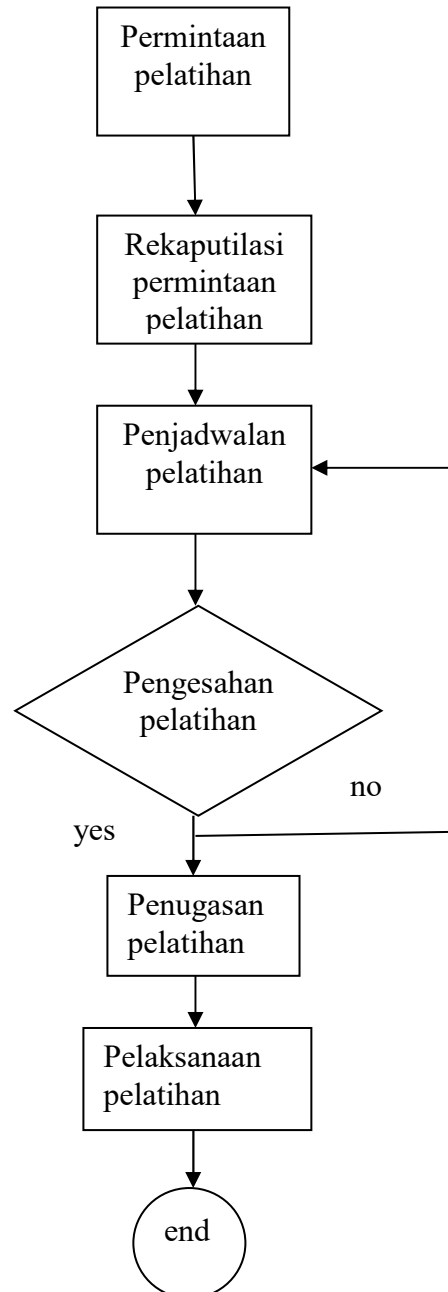 Permintaan
pelatihan
Rekaputilasi
permintaan
pelatihan
Penjadwalan
pelatihan
Pengesahan
pelatihan
no
yes
Penugasan
pelatihan
Pelaksanaan
pelatihan
end